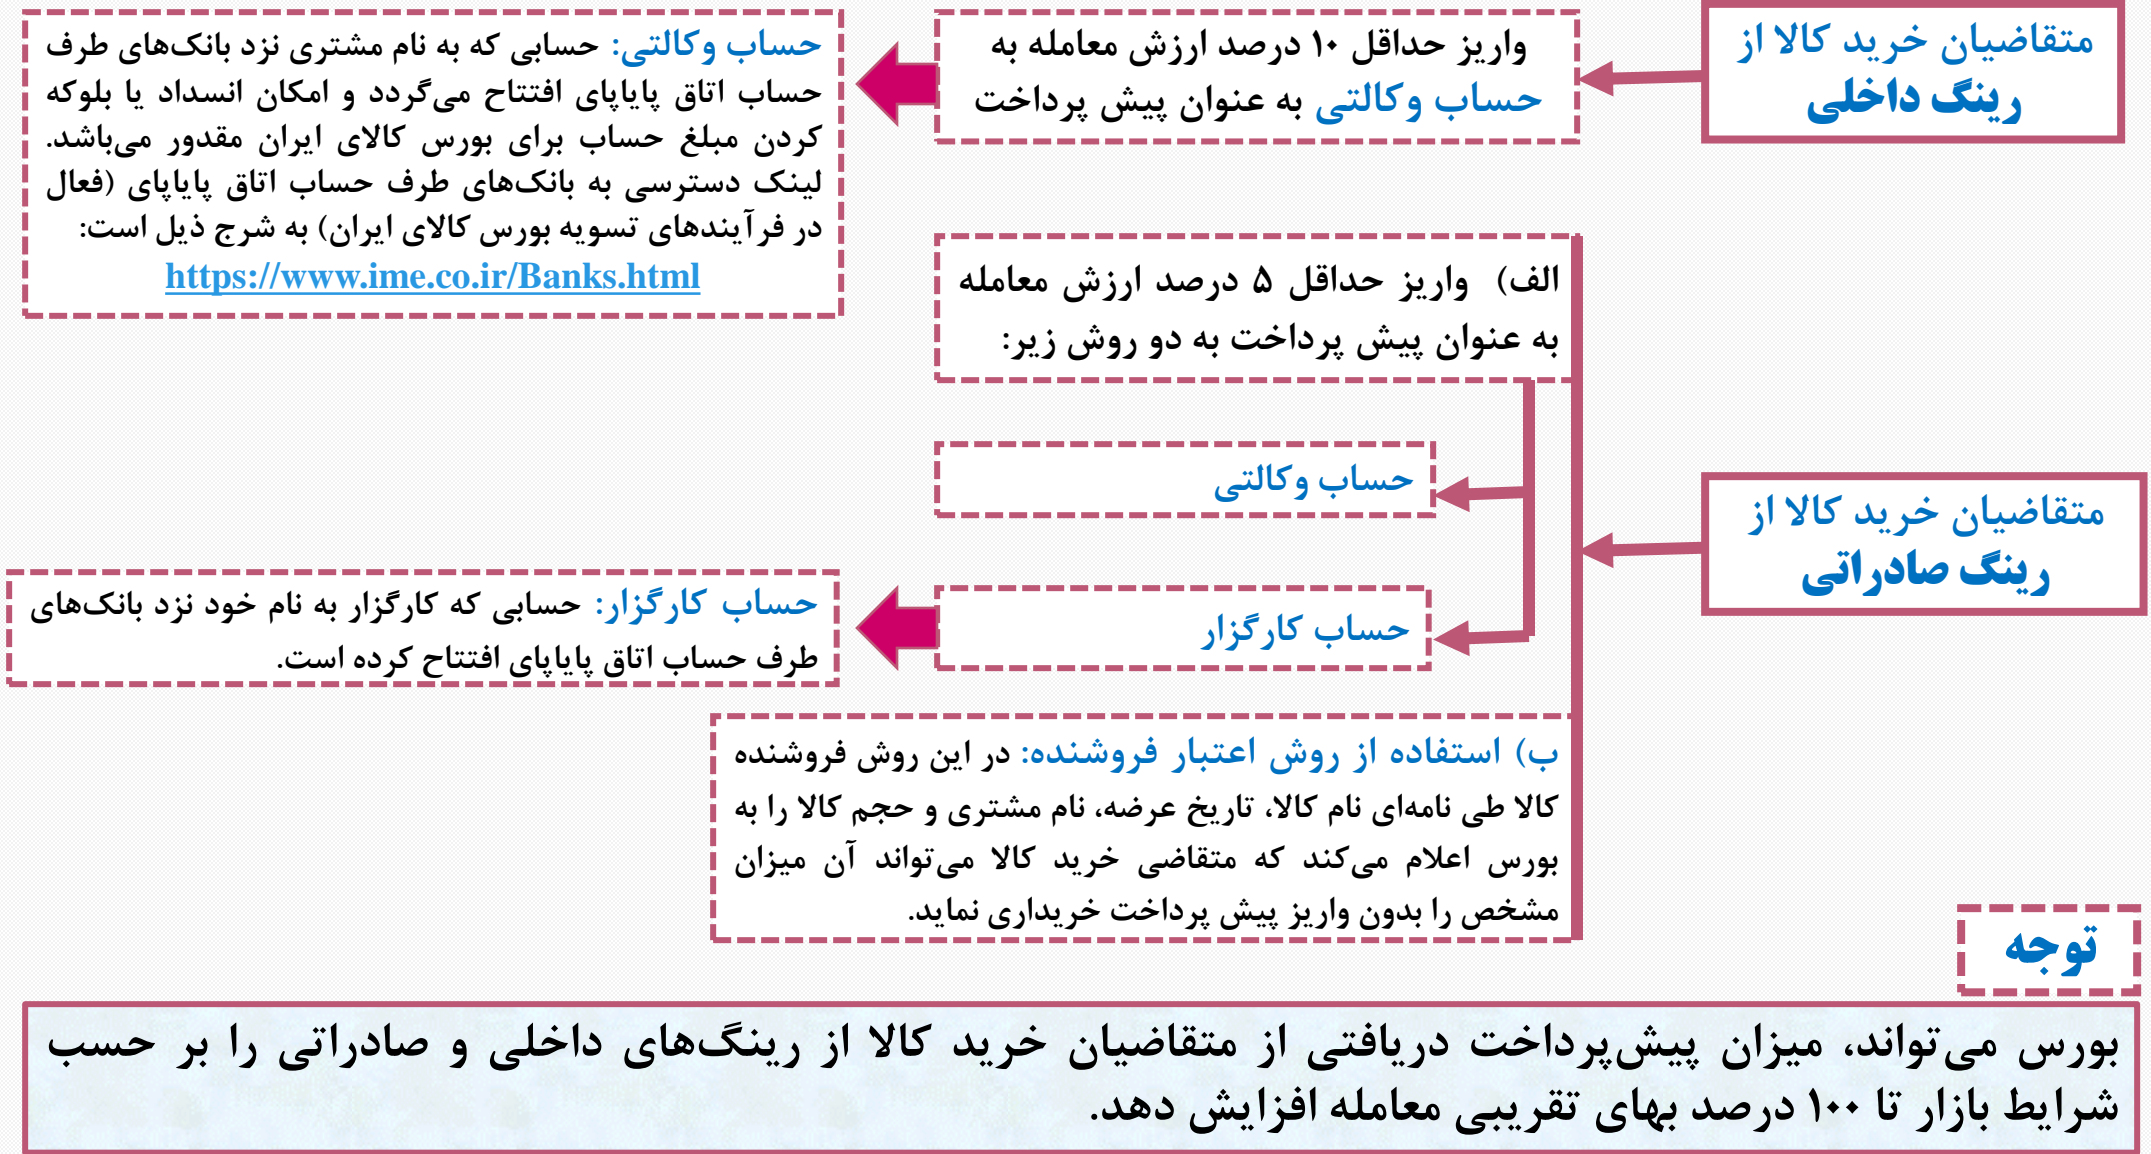 متقاضیان خرید کالا از
رینگ داخلی
واریز حداقل ۱۰ درصد ارزش معامله به
حساب وکالتی به عنوان پیش پرداخت
حساب وکالتی: حسابی که به نام مشتری نزد بانک‌های طرف
حساب اتاق پایاپای افتتاح می‌گردد و امکان انسداد یا بلوکه
کردن مبلغ حساب برای بورس کالای ایران مقدور می‌باشد.
لینک دسترسی به بانک‌های طرف حساب اتاق پایاپای (فعال
در فرآیندهای تسویه بورس کالای ایران) به شرج ذیل است:
https://www.ime.co.ir/Banks.html
متقاضیان خرید کالا از
رینگ صادراتی
الف) واریز حداقل ۵ درصد ارزش معامله
به عنوان پیش پرداخت به دو روش زیر:
حساب وکالتی
حساب کارگزار
حساب کارگزار: حسابی که کارگزار به نام خود نزد بانک‌های
طرف حساب اتاق پایاپای افتتاح کرده است.
ب) استفاده از روش اعتبار فروشنده: در این روش فروشنده
کالا طی نامه‌ای نام کالا، تاریخ عرضه، نام مشتری و حجم کالا را به
بورس اعلام می‌کند که متقاضی خرید کالا می‌تواند آن میزان
مشخص را بدون واریز پیش پرداخت خریداری نماید.
توجه
بورس می‌تواند، میزان پیش‌پرداخت دریافتی از متقاضیان خرید کالا از رینگ‌های داخلی و صادراتی را بر حسب
شرایط بازار تا ۱۰۰ درصد بهای تقریبی معامله افزایش دهد.